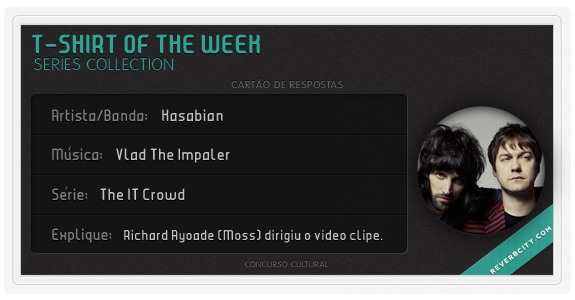 T-SHIRT OF THE WEEK
SERIES COLLECTION
CARTÃO DE RESPOSTAS
Artista/Banda: Kasabian
Música: Vlad The Impaler
Série: The IT Crowd
Explique: Richard Ayoade (Moss) dirigiu o video clipe.
REVERBCITY.COM
CONCURSO CULTURAL